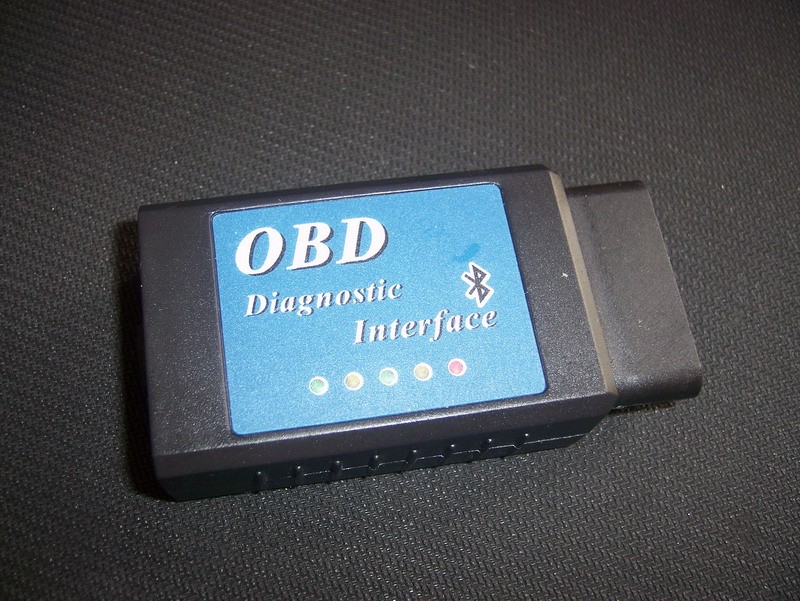 OBD
Diagnostic
Interface